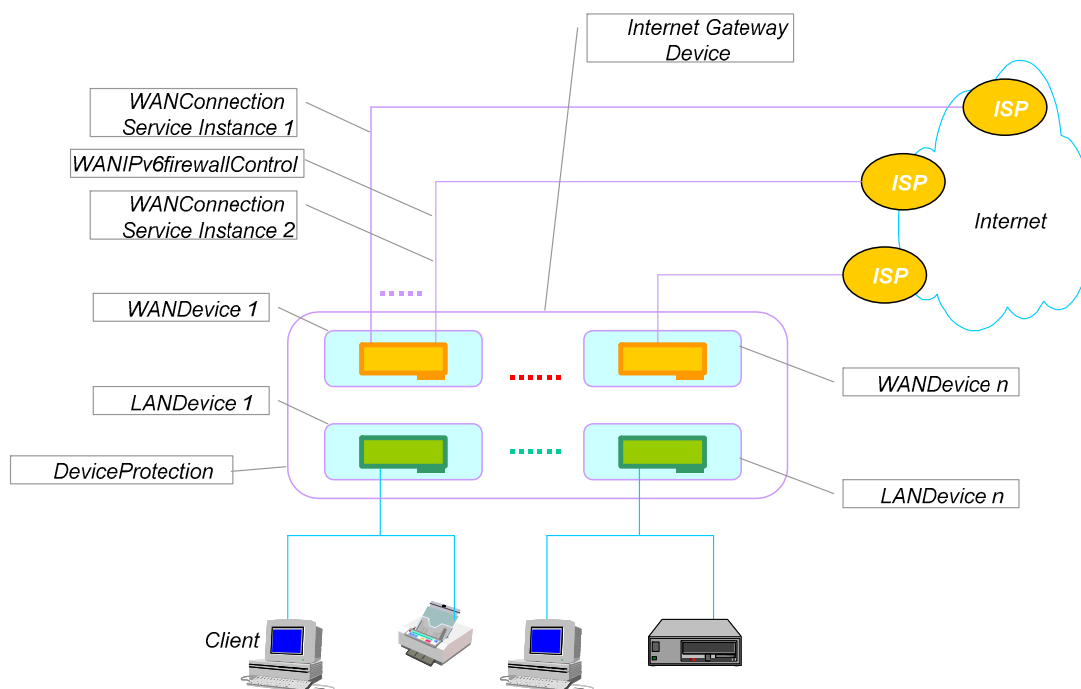 Internet Gateway
Device
WANConnection
Service Instance 1
ISP
WANIPv6firewallControl
ISP
WANConnection
Service Instance 2
Internet
ISP
WANDevice 1
WANDevice n
LANDevice 1
DeviceProtection
LANDevice n
Client